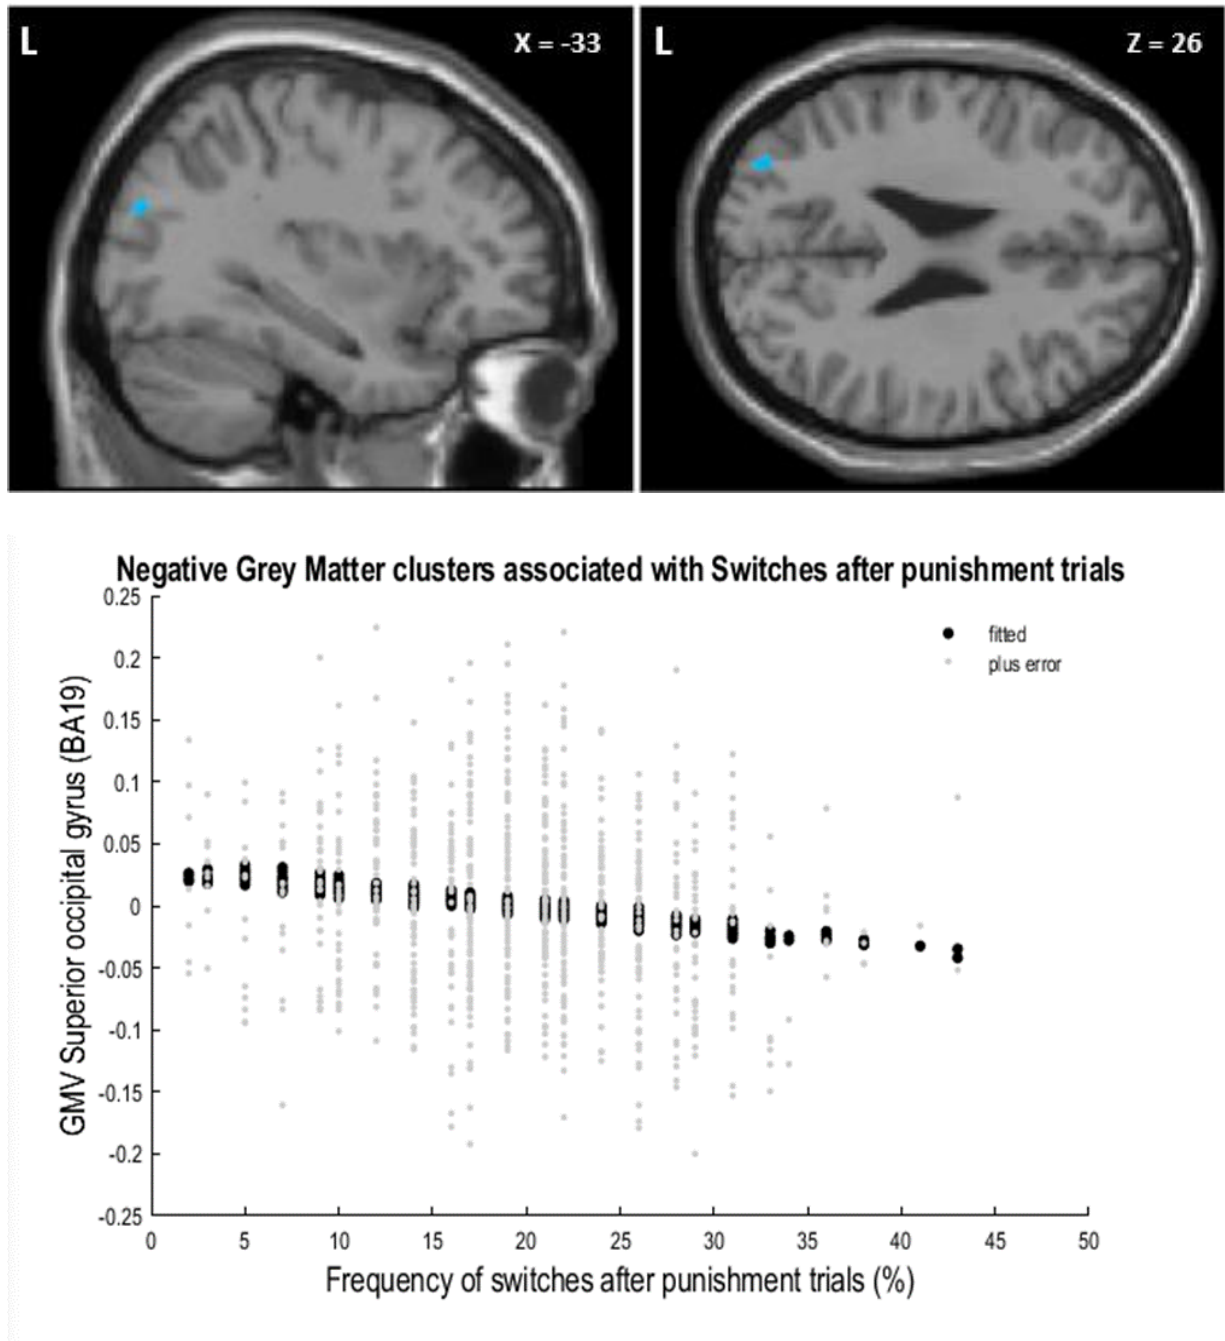 L
X = -33
L
Z = 26
Negative Grey Matter clusters associated with Switches after punishment trials
fitted
plus error
GMV Superior occipital gyrus (BA19)
0.25
0.2
0.15
0.1
0.05
0
-0.05
-0.1
-0.15
-0.2
-0.25
0 5 10 15 20 25 30 35 40 45 50
Frequency of switches after punishment trials (%)